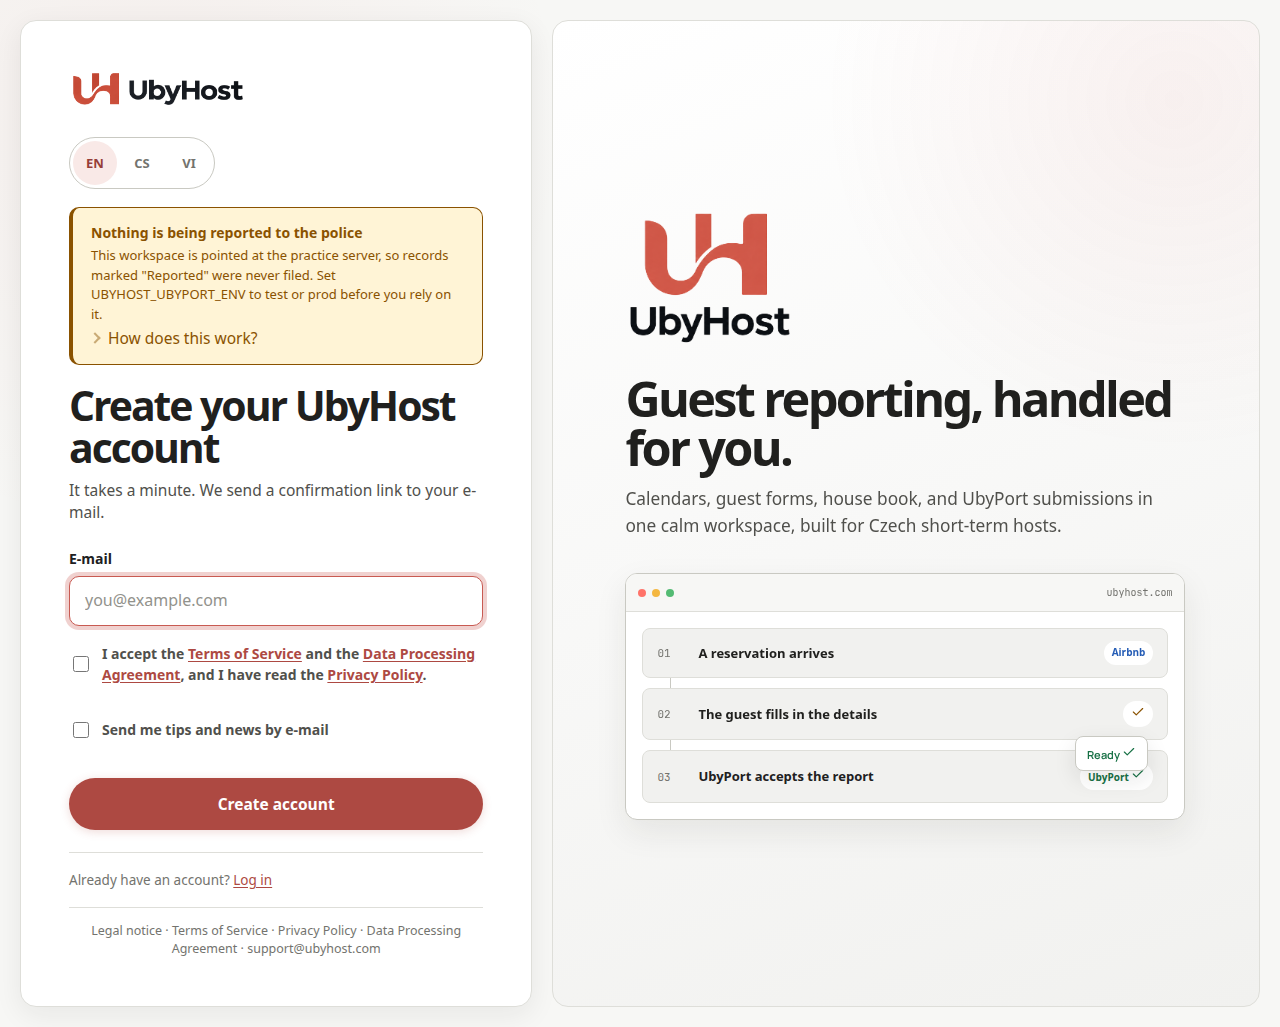 UbyHost
EN CS VI
Nothing is being reported to the police
This workspace is pointed at the practice server, so records
marked "Reported" were never filed. Set
UBYHOST_UBYPORT_ENV to test or prod before you rely on
it.
How does this work?
Create your UbyHost
account
It takes a minute. We send a confirmation link to your e-
mail.
E-mail
you@example.com
I accept the Terms of Service and the Data Processing
Agreement, and I have read the Privacy Policy.
Send me tips and news by e-mail
Create account
Already have an account? Log in
Legal notice · Terms of Service · Privacy Policy · Data Processing
Agreement · support@ubyhost.com
UbyHost
Guest reporting, handled
for you.
Calendars, guest forms, house book, and UbyPort submissions in
one calm workspace, built for Czech short-term hosts.
ubyhost.com
01 A reservation arrives Airbnb
02 The guest fills in the details
Ready
03 UbyPort accepts the report UbyPort